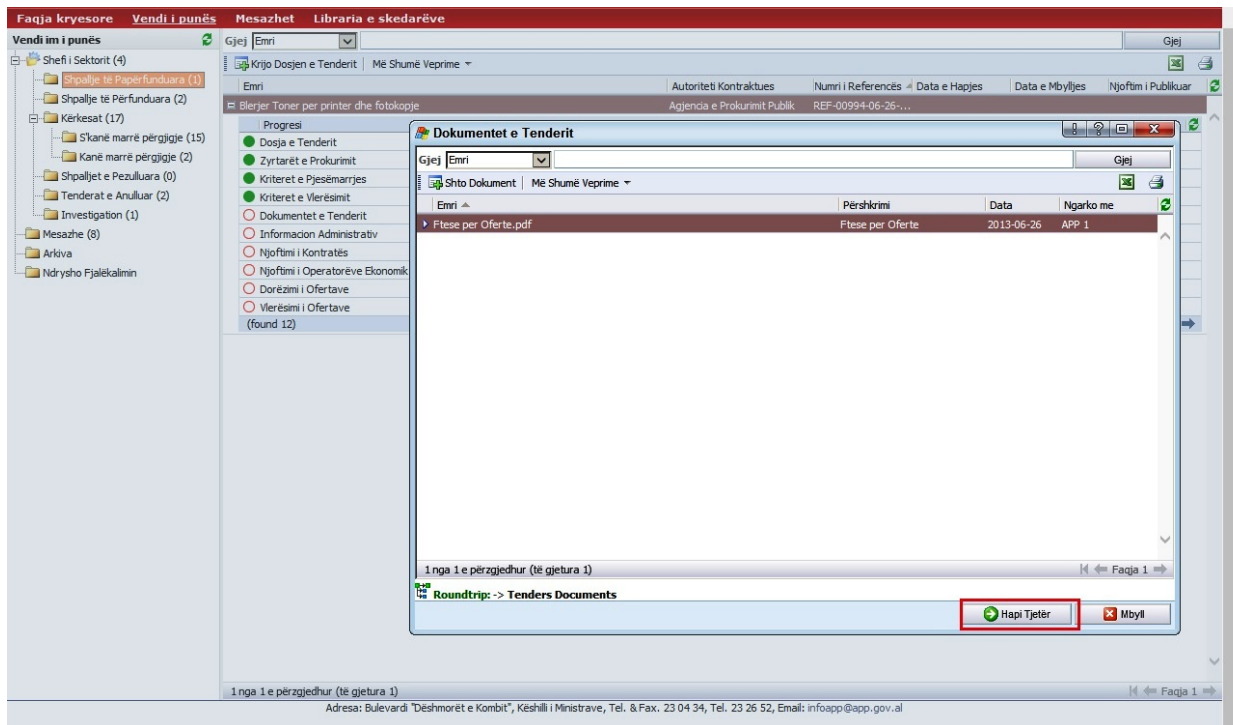 Faqja kryesore Vendi i punës Mesazhet Libraria e skedarëve
Vendi im i punës
Gjej Emri Gjej
Shefi i Sektorit (4)
Krijo Dosjen e Tenderit Më Shumë Veprime
Shpallje të Papërfunduara (1)
Emri Autoriteti Kontraktues Numri i Referencës Data e Hapjes Data e Mbylljes Njoftim i Publikuar
Shpallje të Përfunduara (2)
Blerjer Toner per printer dhe fotokopje Agjencia e Prokurimit Publik REF-00994-06-26-...
Kërkesat (17)
S'kanë marrë përgjigje (15)
Kanë marrë përgjigje (2)
Shpalljet e Pezulluara (0)
Tenderat e Anulluar (2)
Investigation (1)
Mesazhe (8)
Arkiva
Ndrysho Fjalëkalimin
Progresi
Dosja e Tenderit
Zyrtarët e Prokurimit
Kriteret e Pjesëmarrjes
Kriteret e Vlerësimit
Dokumentet e Tenderit
Informacion Administrativ
Njoftimi i Kontratës
Njoftimi i Operatorëve Ekonomik
Dorëzimi i Ofertave
Vlerësimi i Ofertave
(found 12)
Dokumentet e Tenderit
Gjej Emri Gjej
Shto Dokument Më Shumë Veprime
Emri Përshkrimi Data Ngarko me
Ftese per Oferte.pdf Ftese per Oferte 2013-06-26 APP 1
1 nga 1 e përzgjedhur (të gjetura 1) Faqja 1
Roundtrip: -> Tenders Documents
Hapi Tjetër Mbyll
1 nga 1 e përzgjedhur (të gjetura 1) Faqja 1
Adresa: Bulevardi "Dëshmorët e Kombit", Këshilli i Ministrave, Tel. & Fax. 23 04 34, Tel. 23 26 52, Email: infoapp@app.gov.al